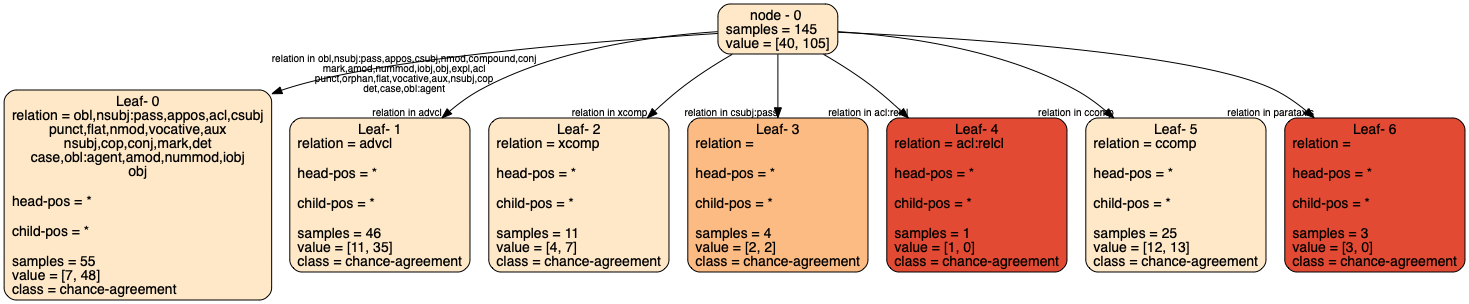 node - 0
samples = 145
value = [40, 105]
relation in obl,nsubj:pass,appos,csubj,nmod,compound,conj
mark,amod,nummod,iobj,obj,expl,acl
punct,orphan,flat,vocative,aux,nsubj,cop
det,case,obl:agent
relation in advcl
relation in xcomp
relation in csubj:pass
relation in acl:relcl
relation in ccomp
relation in parataxis
Leaf- 0
relation = obl,nsubj:pass,appos,acl,csubj
punct,flat,nmod,vocative,aux
nsubj,cop,conj,mark,det
case,obl:agent,amod,nummod,iobj
obj
head-pos = *
child-pos = *
samples = 55
value = [7, 48]
class = chance-agreement
Leaf- 1
relation = advcl
head-pos = *
child-pos = *
samples = 46
value = [11, 35]
class = chance-agreement
Leaf- 2
relation = xcomp
head-pos = *
child-pos = *
samples = 11
value = [4, 7]
class = chance-agreement
Leaf- 3
relation =
head-pos = *
child-pos = *
samples = 4
value = [2, 2]
class = chance-agreement
Leaf- 4
relation = acl:relcl
head-pos = *
child-pos = *
samples = 1
value = [1, 0]
class = chance-agreement
Leaf- 5
relation = ccomp
head-pos = *
child-pos = *
samples = 25
value = [12, 13]
class = chance-agreement
Leaf- 6
relation =
head-pos = *
child-pos = *
samples = 3
value = [3, 0]
class = chance-agreement